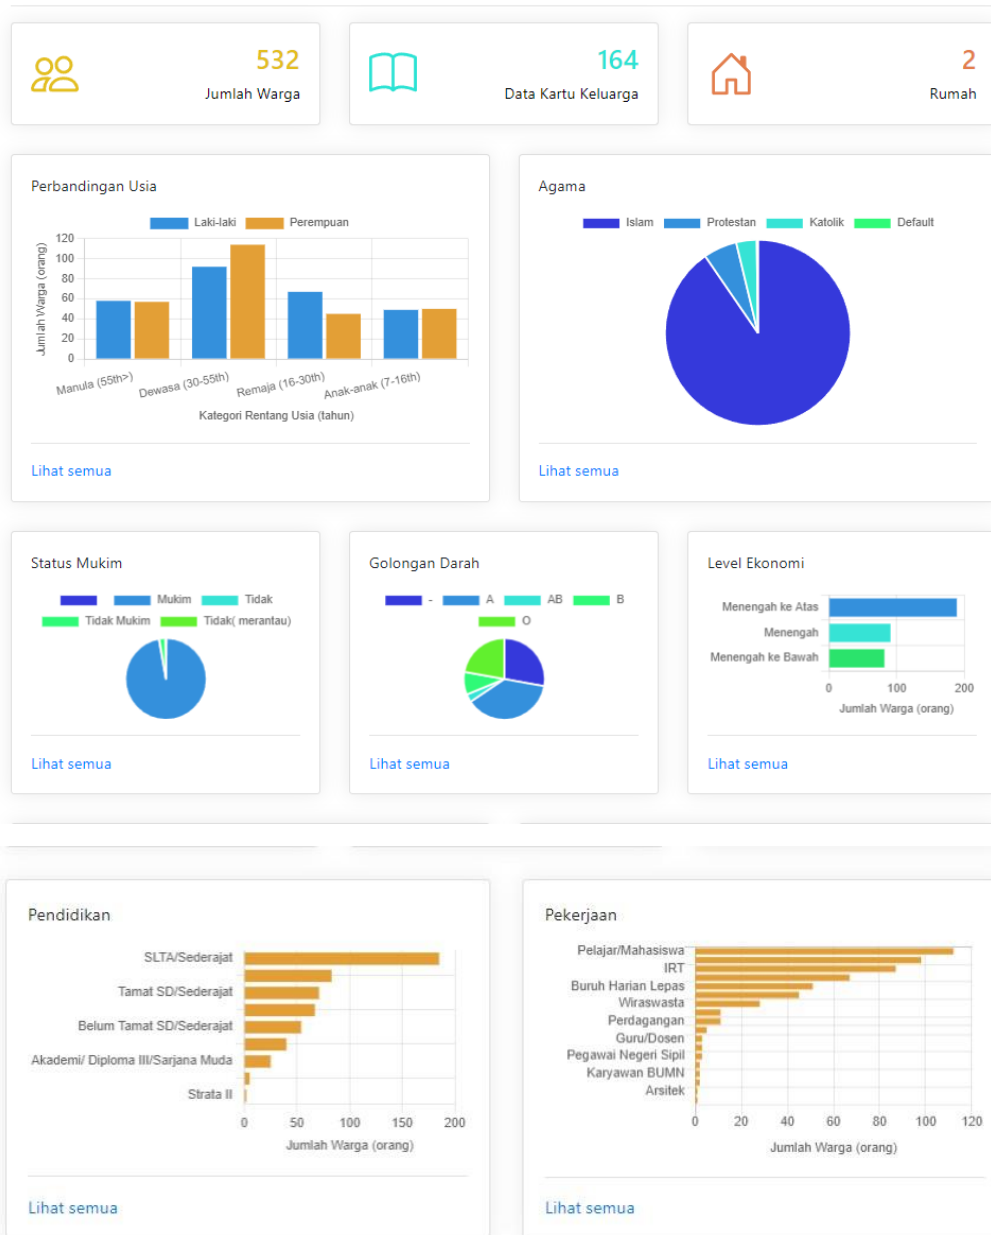 532
Jumlah Warga
164
Data Kartu Keluarga
2
Rumah
Perbandingan Usia
Laki-laki Perempuan
Jumlah Warga (orang)
120
100
80
60
40
20
0
Manula (55th>) Dewasa (30-55th) Remaja (16-30th) Anak-anak (7-16th)
Kategori Rentang Usia (tahun)
Lihat semua
Agama
Islam Protestan Katolik Default
Lihat semua
Status Mukim
Mukim Tidak
Tidak Mukim Tidak( merantau)
Lihat semua
Golongan Darah
- A AB B
O
Lihat semua
Level Ekonomi
Menengah ke Atas
Menengah
Menengah ke Bawah
0 100 200
Jumlah Warga (orang)
Lihat semua
Pendidikan
SLTA/Sederajat
Tamat SD/Sederajat
Belum Tamat SD/Sederajat
Akademi/ Diploma III/Sarjana Muda
Strata II
0 50 100 150 200
Jumlah Warga (orang)
Lihat semua
Pekerjaan
Pelajar/Mahasiswa
IRT
Buruh Harian Lepas
Wiraswasta
Perdagangan
Guru/Dosen
Pegawai Negeri Sipil
Karyawan BUMN
Arsitek
0 20 40 60 80 100 120
Jumlah Warga (orang)
Lihat semua